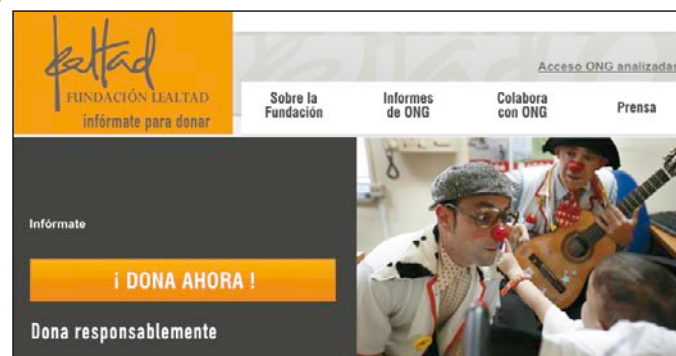 Lealtad
FUNDACIÓN LEALTAD
infórmate para donar
Acceso ONG analizadas
Sobre la
Fundación
Informes
de ONG
Colabora
con ONG
Prensa
Infórmate
¡ DONA AHORA !
Dona responsablemente